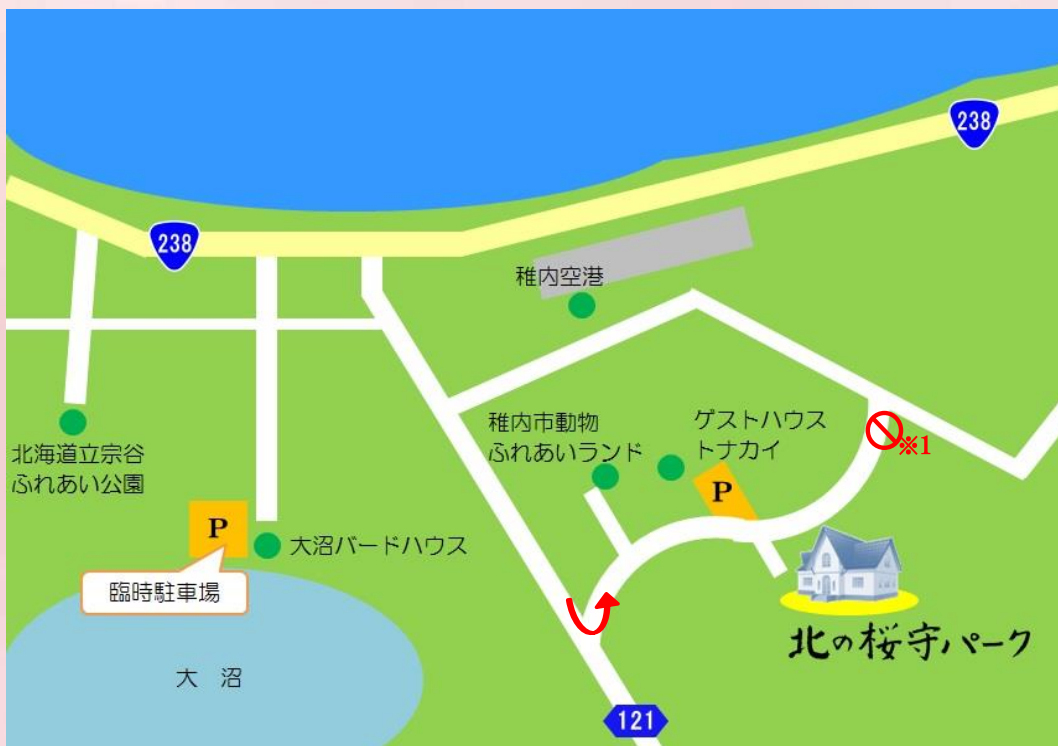 238
238
稚内空港
稚内市動物
ふれあいランド
ゲストハウス
トナカイ
※1
北海道立宗谷
ふれあい公園
P
P
大沼バードハウス
臨時駐車場
大 沼
北の桜守パーク
121